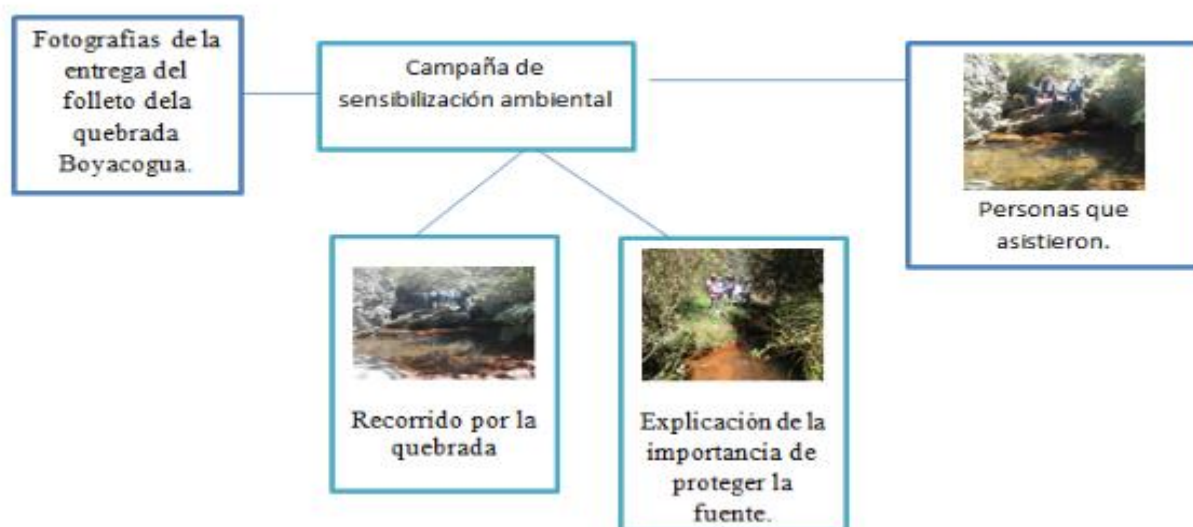 Fotografías de la
entrega del
folleto dela
quebrada
Boyacogua.
Campaña de
sensibilización ambiental
Personas que
asistieron.
Recorrido por la
quebrada
Explicación de la
importancia de
proteger la
fuente.